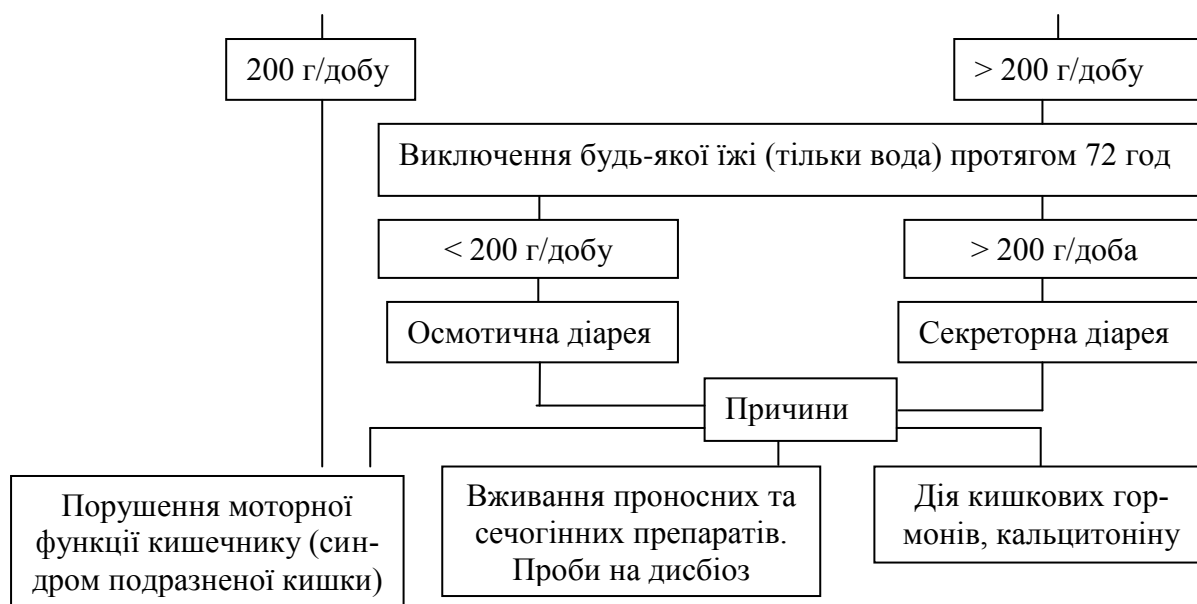 200 г/добу
> 200 г/добу
Виключення будь-якої їжі (тільки вода) протягом 72 год
< 200 г/добу
> 200 г/доба
Осмотична діарея
Секреторна діарея
Причини
Порушення моторної
функції кишечнику (син-
дром подразненої кишки)
Вживання проносних та
сечогінних препаратів.
Проби на дисбіоз
Дія кишкових гор-
монів, кальцитоніну